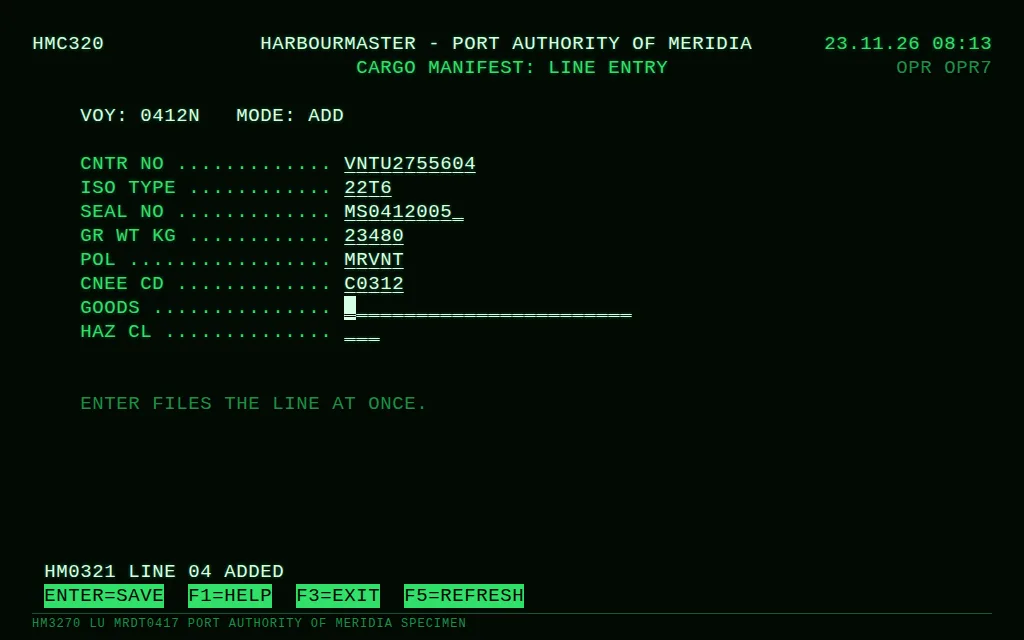 HMC320 HARBOURMASTER - PORT AUTHORITY OF MERIDIA 23.11.26 08:13
CARGO MANIFEST: LINE ENTRY OPR OPR7
VOY: 0412N MODE: ADD
CNTR NO ............. VNTU2755604
ISO TYPE ............ 22T6
SEAL NO ............. MS0412005_
GR WT KG ............ 23480
POL ................. MRVNT
CNEE CD ............. C0312
GOODS ............... ________________________
HAZ CL .............. ___
ENTER FILES THE LINE AT ONCE.
HM0321 LINE 04 ADDED
ENTER=SAVE F1=HELP F3=EXIT F5=REFRESH
HM3270 LU MRDT0417 PORT AUTHORITY OF MERIDIA SPECIMEN